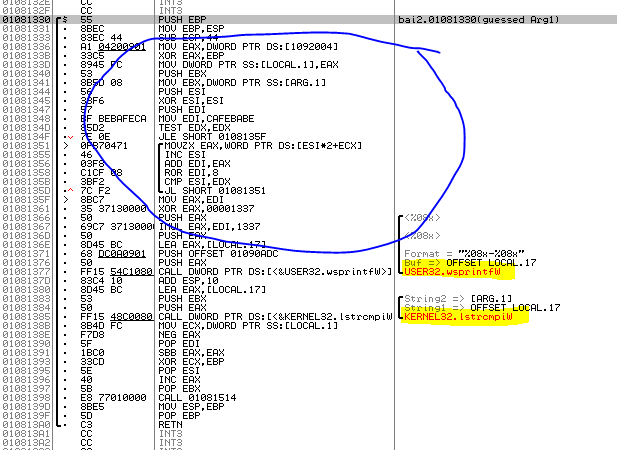 0108132E CC INT3
0108132F CC INT3
01081330 $ 55 PUSH EBP bai2.01081330(guessed Arg1)
01081331 . 8BEC MOV EBP,ESP
01081333 . 83EC 44 SUB ESP,44
01081336 . A1 04200901 MOV EAX,DWORD PTR DS:[1092004]
0108133B . 33C5 XOR EAX,EBP
0108133D . 8945 FC MOV DWORD PTR SS:[LOCAL.1],EAX
01081340 . 53 PUSH EBX
01081341 . 8B5D 08 MOV EBX,DWORD PTR SS:[ARG.1]
01081344 . 56 PUSH ESI
01081345 . 33F6 XOR ESI,ESI
01081347 . 57 PUSH EDI
01081348 . BF BEBAFECA MOV EDI,CAFEBABE
0108134D . 85D2 TEST EDX,EDX
0108134F . 7E 0E JLE SHORT 0108135F
01081351 > 0FB70471 MOVZX EAX,WORD PTR DS:[ESI*2+ECX]
01081355 . 46 INC ESI
01081356 . 03F8 ADD EDI,EAX
01081358 . C1CF 08 ROR EDI,8
0108135B . 3BF2 CMP ESI,EDX
0108135D . 7C F2 JL SHORT 01081351
0108135F > 8BC7 MOV EAX,EDI
01081361 . 35 37130000 XOR EAX,00001337
01081366 . 50 PUSH EAX <%08x>
01081367 . 69C7 37130000 IMUL EAX,EDI,1337
0108136D . 50 PUSH EAX <%08x>
0108136E . 8D45 BC LEA EAX,[LOCAL.17]
01081371 . 68 DC0A0901 PUSH OFFSET 01090ADC Format = "%08x-%08x"
01081376 . 50 PUSH EAX Buf => OFFSET LOCAL.17
01081377 . FF15 54C10801 CALL DWORD PTR DS:[<&USER32.wsprintfW>] USER32.wsprintfW
0108137D . 83C4 10 ADD ESP,10
01081380 . 8D45 BC LEA EAX,[LOCAL.17]
01081383 . 53 PUSH EBX String2 => [ARG.1]
01081384 . 50 PUSH EAX String1 => OFFSET LOCAL.17
01081385 . FF15 48C00801 CALL DWORD PTR DS:[<&KERNEL32.lstrcmpiW KERNEL32.lstrcmpiW
0108138B . 8B4D FC MOV ECX,DWORD PTR SS:[LOCAL.1]
0108138E . F7D8 NEG EAX
01081390 . 5F POP EDI
01081391 . 1BC0 SBB EAX,EAX
01081393 . 33CD XOR ECX,EBP
01081395 . 5E POP ESI
01081396 . 40 INC EAX
01081397 . 5B POP EBX
01081398 . E8 77010000 CALL 01081514
0108139D . 8BE5 MOV ESP,EBP
0108139F . 5D POP EBP
010813A0 . C3 RETN
010813A1 CC INT3
010813A2 CC INT3